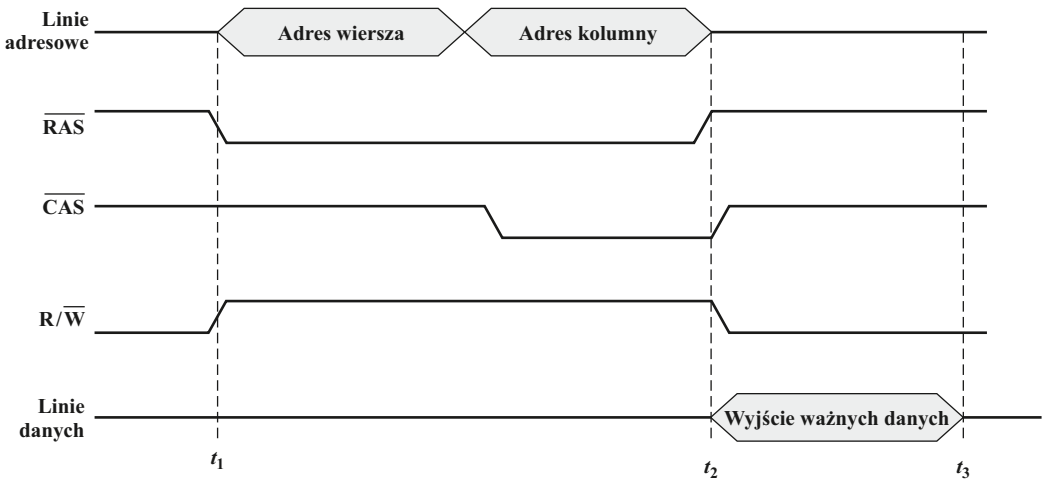 Linie
adresowe
Adres wiersza
Adres kolumny
RAS
CAS
R/W
Linie
danych
Wyjście ważnych danych
t1
t2
t3